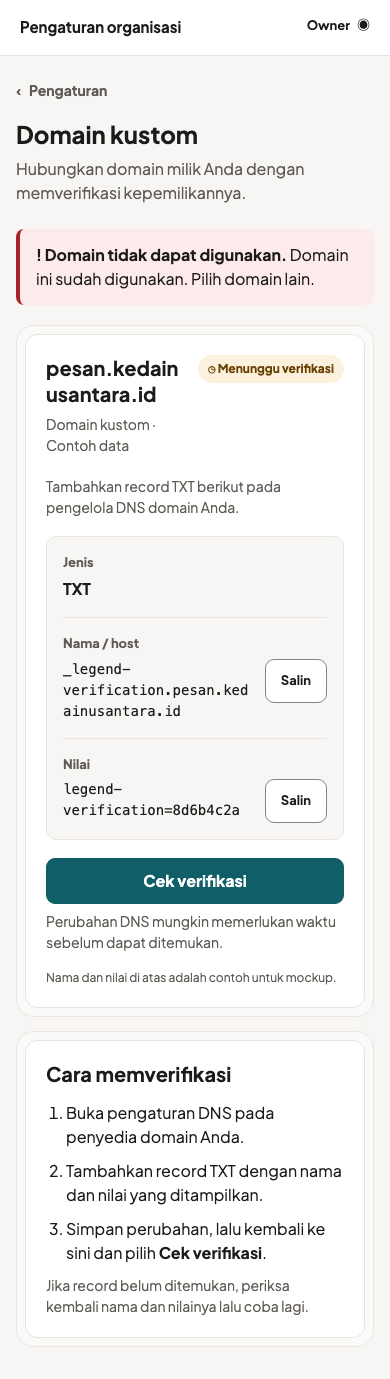 Pengaturan organisasi
Owner
‹ Pengaturan
Domain kustom
Hubungkan domain milik Anda dengan
memverifikasi kepemilikannya.
! Domain tidak dapat digunakan. Domain
ini sudah digunakan. Pilih domain lain.
pesan.kedain
usantara.id
Menunggu verifikasi
Domain kustom ·
Contoh data
Tambahkan record TXT berikut pada
pengelola DNS domain Anda.
Jenis
TXT
Nama / host
_legend-
verification.pesan.ked
ainusantara.id
Salin
Nilai
legend-
verification=8d6b4c2a
Salin
Cek verifikasi
Perubahan DNS mungkin memerlukan waktu
sebelum dapat ditemukan.
Nama dan nilai di atas adalah contoh untuk mockup.
Cara memverifikasi
1. Buka pengaturan DNS pada
penyedia domain Anda.
2. Tambahkan record TXT dengan nama
dan nilai yang ditampilkan.
3. Simpan perubahan, lalu kembali ke
sini dan pilih Cek verifikasi.
Jika record belum ditemukan, periksa
kembali nama dan nilainya lalu coba lagi.